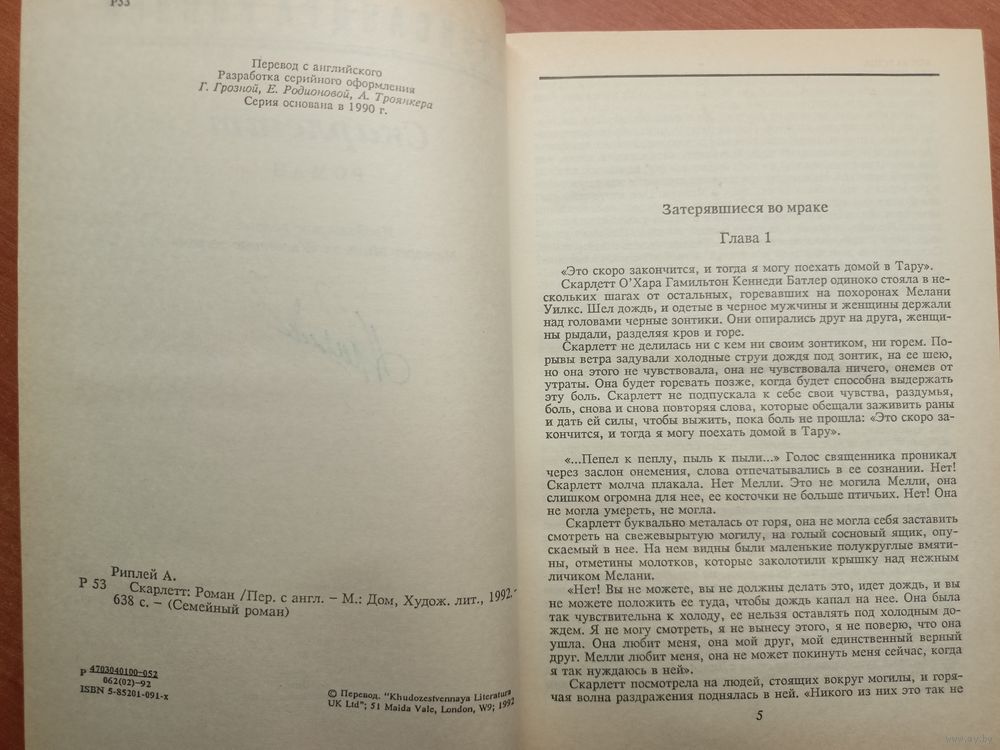 Р53
Перевод с английского
Разработка серийного оформления
Г. Грозной, Е. Родионовой, А. Троянкера
Серия основана в 1990 г.
Риплей А.
Р 53
Скарлетт: Роман /Пер. с англ. – М.: Дом, Худож. лит., 1992.-
638 с. – (Семейный роман)
Р 4703040100-052
062(02)-92
ISBN 5-85201-091-х
© Перевод. "Khudozestvennaya Literatura
UK Ltd"; 51 Maida Vale, London, W9; 1992
Затерявшиеся во мраке
Глава 1
«Это скоро закончится, и тогда я могу поехать домой в Тару».
Скарлетт О'Хара Гамильтон Кеннеди Батлер одиноко стояла в не-
скольких шагах от остальных, горевавших на похоронах Мелани
Уилкс. Шел дождь, и одетые в черное мужчины и женщины держали
над головами черные зонтики. Они опирались друг на друга, женщи-
ны рыдали, разделяя кров и горе.
Скарлетт не делилась ни с кем ни своим зонтиком, ни горем. По-
рывы ветра задували холодные струи дождя под зонтик, на ее шею,
но она этого не чувствовала, она не чувствовала ничего, онемев от
утраты. Она будет горевать позже, когда будет способна выдержать
эту боль. Скарлетт не подпускала к себе свои чувства, раздумья,
боль, снова и снова повторяя слова, которые обещали заживить раны
и дать ей силы, чтобы выжить, пока боль не прошла: «Это скоро за-
кончится, и тогда я могу поехать домой в Тару».
«...Пепел к пеплу, пыль к пыли...» Голос священника проникал
через заслон онемения, слова отпечатывались в ее сознании. Нет!
Скарлетт молча плакала. Нет Мелли. Это не могила Мелли, она
слишком огромна для нее, ее косточки не больше птичьих. Нет! Она
не могла умереть, не могла.
Скарлетт буквально металась от горя, она не могла себя заставить
смотреть на свежевырытую могилу, на голый сосновый ящик, опу-
скаемый в нее. На нем видны были маленькие полукруглые вмяти-
ны, отметины молотков, которые заколотили крышку над нежным
личиком Мелани.
«Нет! Вы не можете, вы не должны делать это, идет дождь, и вы
не можете положить ее туда, чтобы дождь капал на нее. Она была
так чувствительна к холоду, ее нельзя оставлять под холодным до-
ждем. Я не могу смотреть, я не вынесу этого, я не поверю, что она
ушла. Она любит меня, она мой друг, мой единственный верный
друг. Мелли любит меня, она не может покинуть меня сейчас, когда
я так нуждаюсь в ней».
Скарлетт посмотрела на людей, стоящих вокруг могилы, и горя-
чая волна раздражения поднялась в ней. «Никого из них это так не
5
www.ay.by